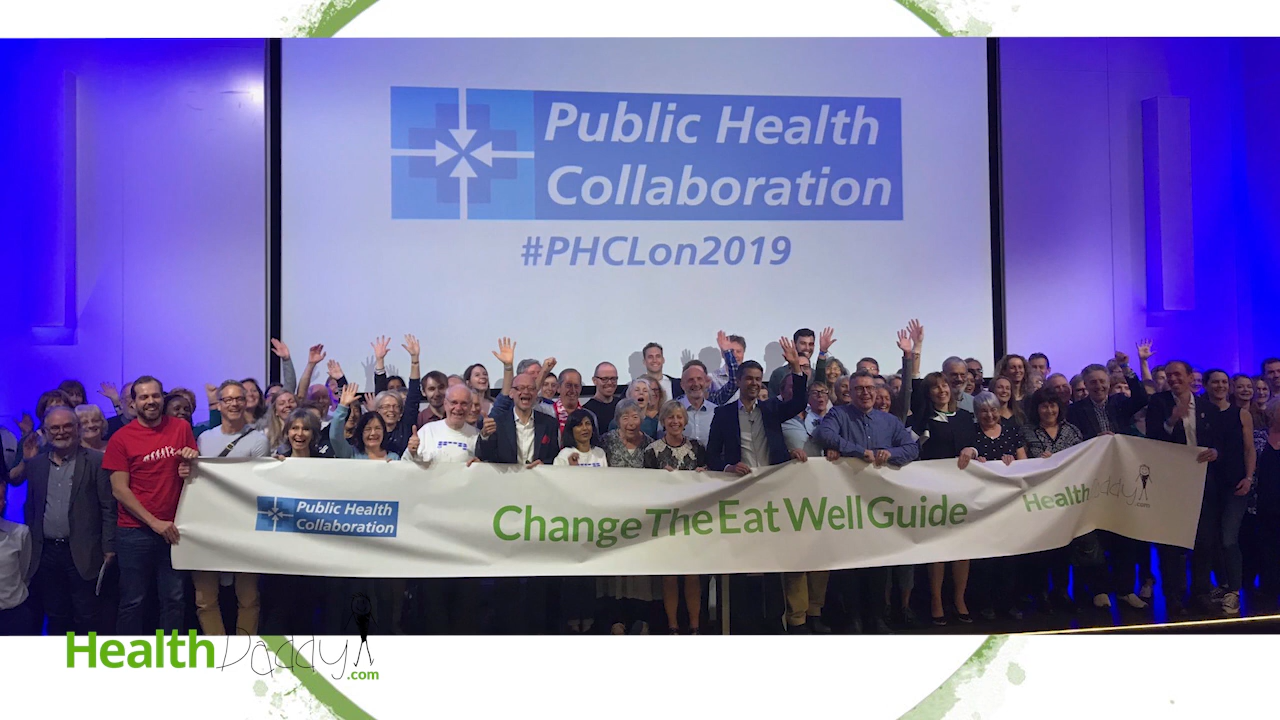 Public Health
Collaboration
#PHCLon2019
Public Health
Collaboration
Change The Eat Well Guide
HealthDaddy
.com
HealthDaddy
.com